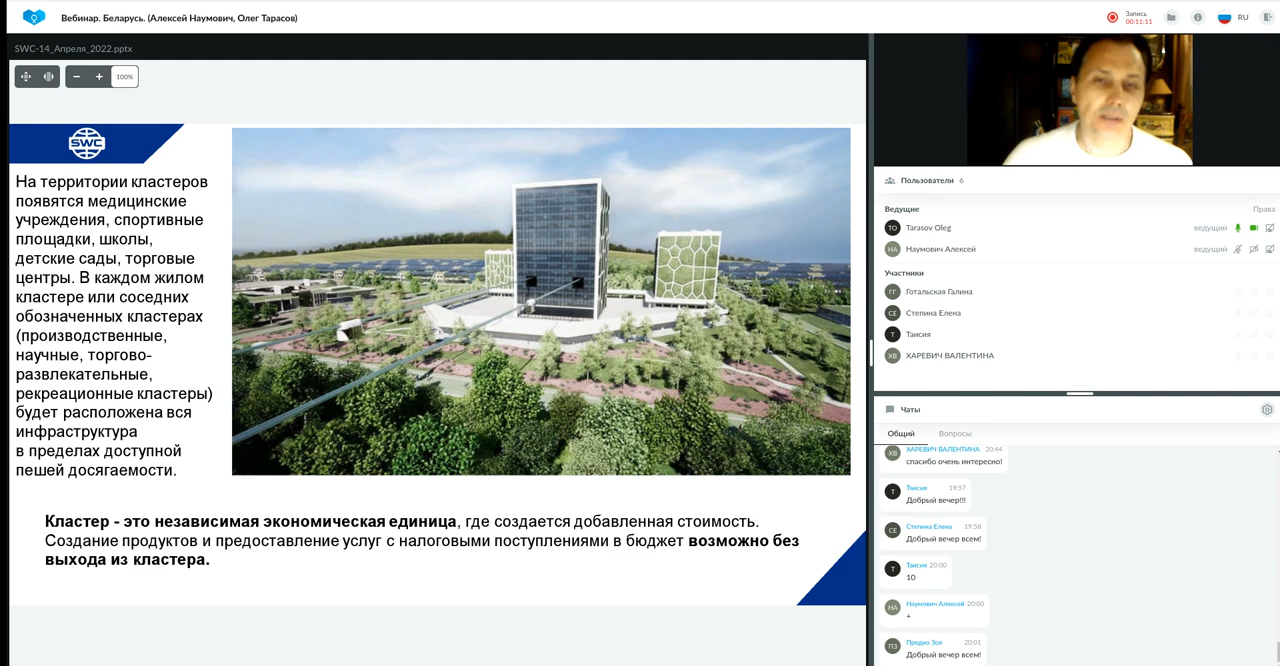 Вебинар. Беларусь. (Алексей Наумович, Олег Тарасов)
Запись
00:11:11
RU
SWC-14_Апреля_2022.pptx
100%
SWC
На территории кластеров
появятся медицинские
учреждения, спортивные
площадки, школы,
детские сады, торговые
центры. В каждом жилом
кластере или соседних
обозначенных кластерах
(производственные,
научные, торгово-
развлекательные,
рекреационные кластеры)
будет расположена вся
инфраструктура
в пределах доступной
пешей досягаемости.
Кластер - это независимая экономическая единица, где создается добавленная стоимость.
Создание продуктов и предоставление услуг с налоговыми поступлениями в бюджет возможно без
выхода из кластера.
Пользователи 6
Ведущие Права
TO Tarasov Oleg ведущий
НА Наумович Алексей ведущий
Участники
ГГ Готальская Галина
СЕ Степина Елена
Т Таисия
ХВ ХАРЕВИЧ ВАЛЕНТИНА
Чаты
Общий Вопросы
ХВ ХАРЕВИЧ ВАЛЕНТИНА 20:44
спасибо очень интересно!
Т Таисия 19:57
Добрый вечер!!!
СЕ Степина Елена 19:58
Добрый вечер всем!
Т Таисия 20:00
10
НА Наумович Алексей 20:00
+
ПЗ Предко Зоя 20:01
Добрый вечер всем!